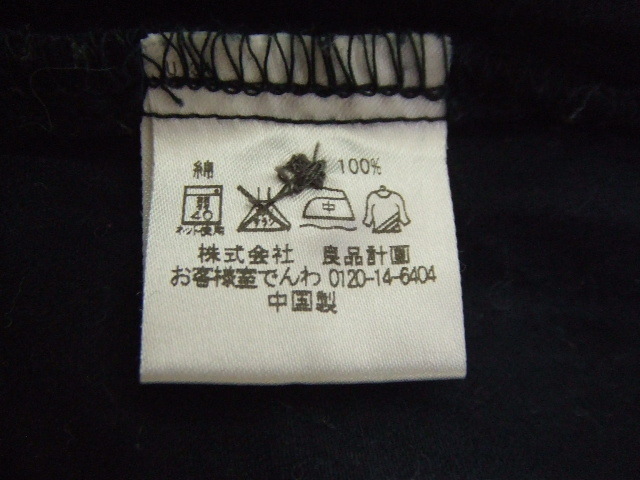 綿 100%
弱 40 中
ネット使用
株式会社 良品計画
お客様室でんわ 0120-14-6404
中国製